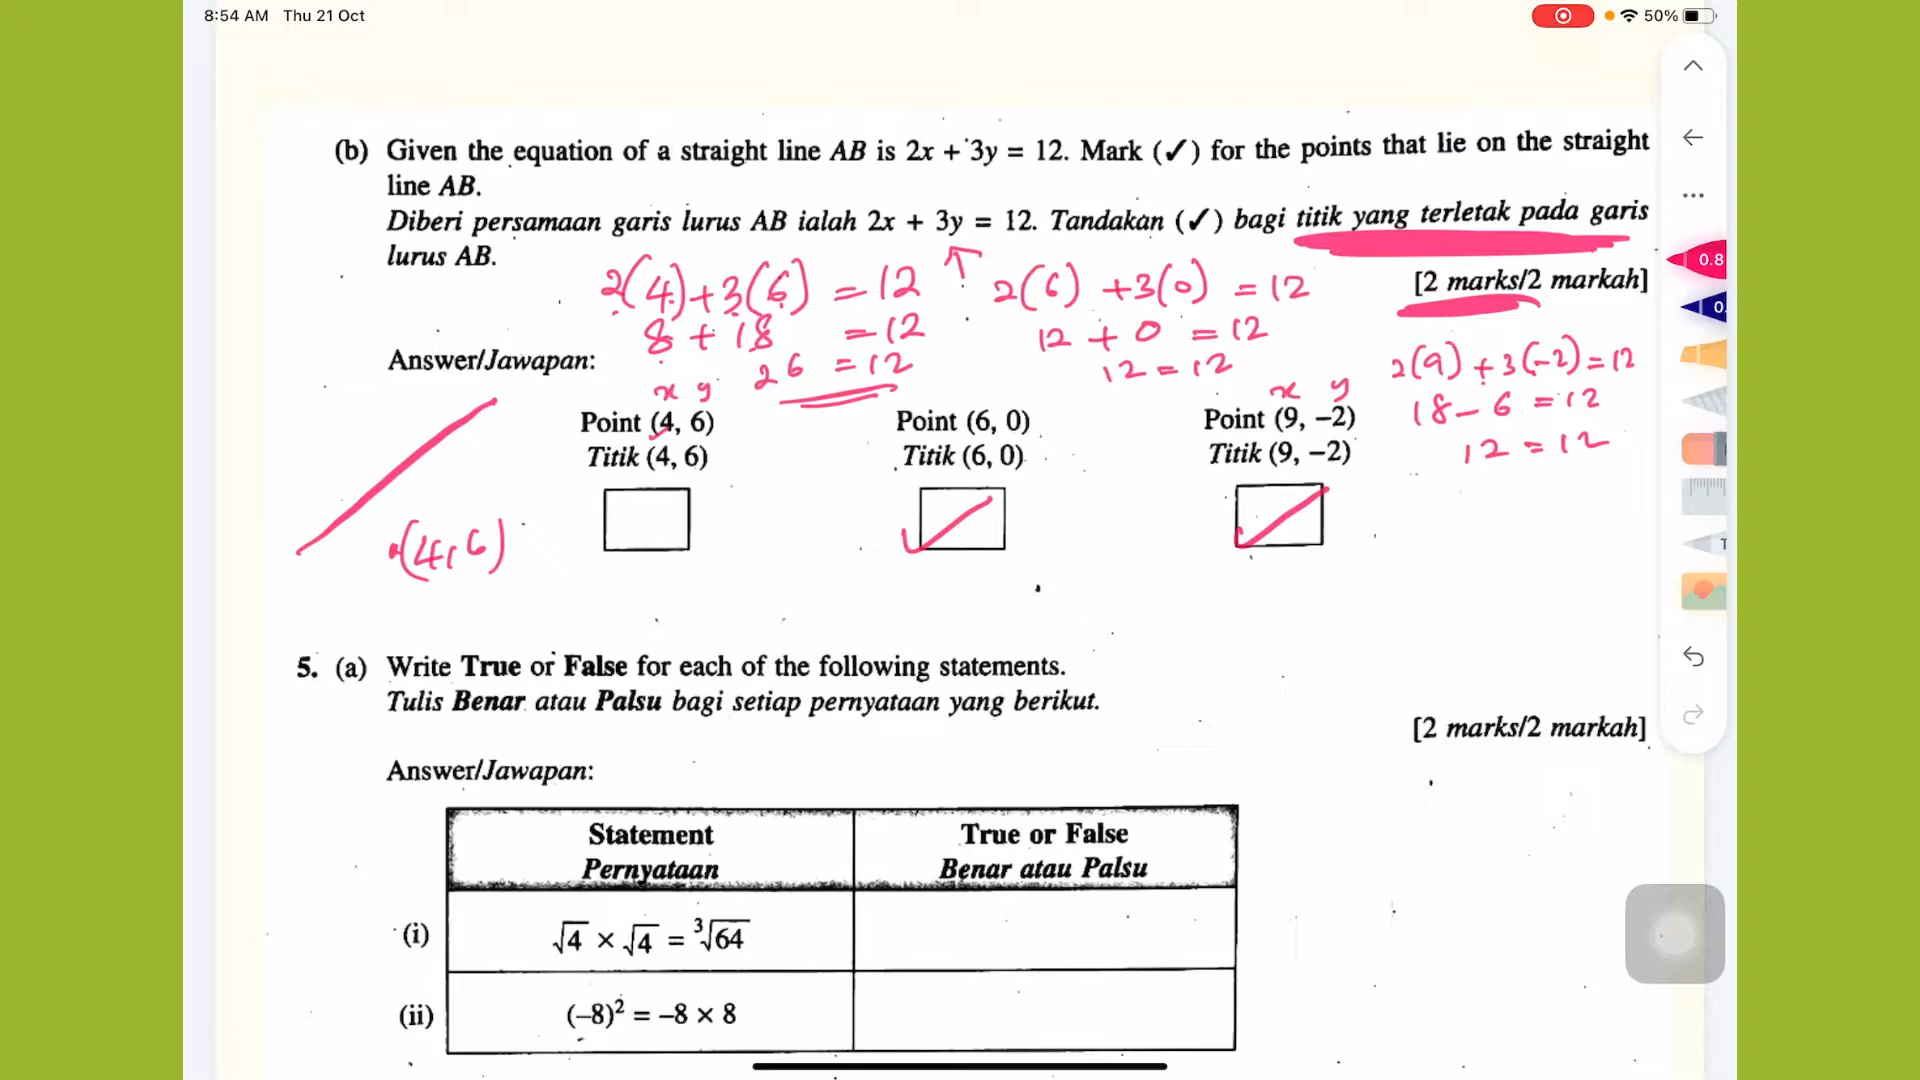 8:54 AM Thu 21 Oct
50%
(b) Given the equation of a straight line AB is 2x + 3y = 12. Mark (✓) for the points that lie on the straight
line AB.
Diberi persamaan garis lurus AB ialah 2x + 3y = 12. Tandakan (✓) bagi titik yang terletak pada garis
lurus AB.
[2 marks/2 markah]
2(4)+3(6) = 12
8 + 18 = 12
26 = 12
2(6) +3(0) = 12
12 + 0 = 12
12 = 12
2(9) + 3(-2) = 12
18 - 6 = 12
12 = 12
Answer/Jawapan:
x y
x y
Point (4, 6) Point (6, 0) Point (9, –2)
Titik (4, 6) Titik (6, 0) Titik (9, –2)
✓ ✓
(4, 6)
5. (a) Write True or False for each of the following statements.
Tulis Benar atau Palsu bagi setiap pernyataan yang berikut.
[2 marks/2 markah]
Answer/Jawapan:
Statement True or False
Pernyataan Benar atau Palsu
(i) √4 × √4 = ³√64
(ii) (–8)² = –8 × 8
0.8
0.
T